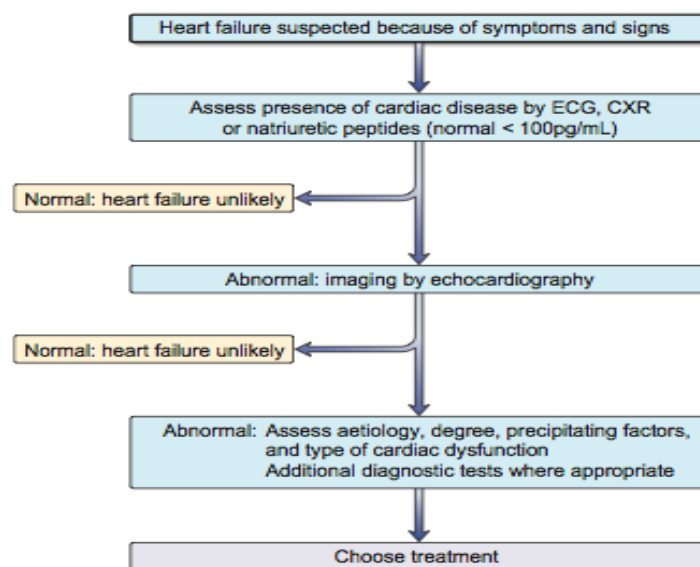 Heart failure suspected because of symptoms and signs
Assess presence of cardiac disease by ECG, CXR
or natriuretic peptides (normal < 100pg/mL)
Normal: heart failure unlikely
Abnormal: imaging by echocardiography
Normal: heart failure unlikely
Abnormal: Assess aetiology, degree, precipitating factors,
and type of cardiac dysfunction
Additional diagnostic tests where appropriate
Choose treatment